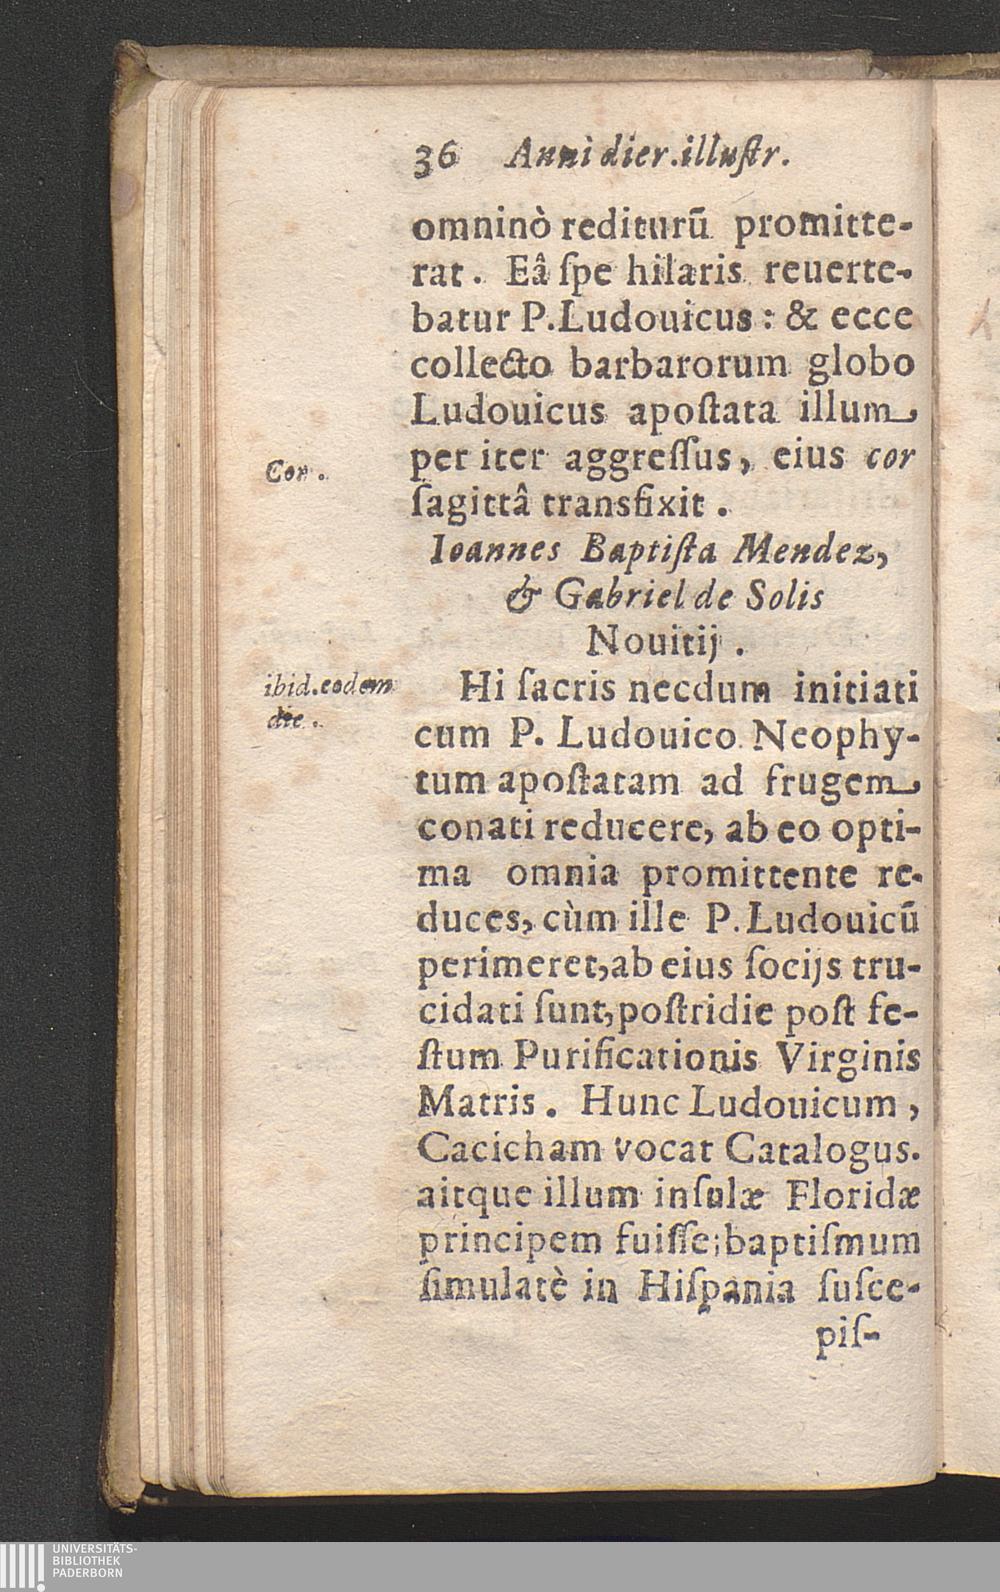 36 Anni dier. illuſtr.
omninò rediturū promitte-
rat. Eâ ſpe hilaris reuerte-
batur P. Ludouicus: & ecce
collecto barbarorum globo
Ludouicus apoſtata illum
Cor.
per iter aggreſſus, eius cor
ſagittâ transfixit.
Ioannes Baptiſta Mendez,
& Gabriel de Solis
Nouitij.
ibid. eodem
die.
Hi ſacris necdum initiati
cum P. Ludouico Neophy-
tum apoſtatam ad frugem
conati reducere, ab eo opti-
ma omnia promittente re-
duces, cùm ille P. Ludouicū
perimeret, ab eius ſocijs tru-
cidati ſunt, poſtridie poſt fe-
ſtum Purificationis Virginis
Matris. Hunc Ludouicum,
Cacicham vocat Catalogus.
aitque illum inſulæ Floridæ
principem fuiſſe; baptiſmum
ſimulatè in Hiſpania ſuſce-
piſ-
UNIVERSITÄTS-
BIBLIOTHEK
PADERBORN